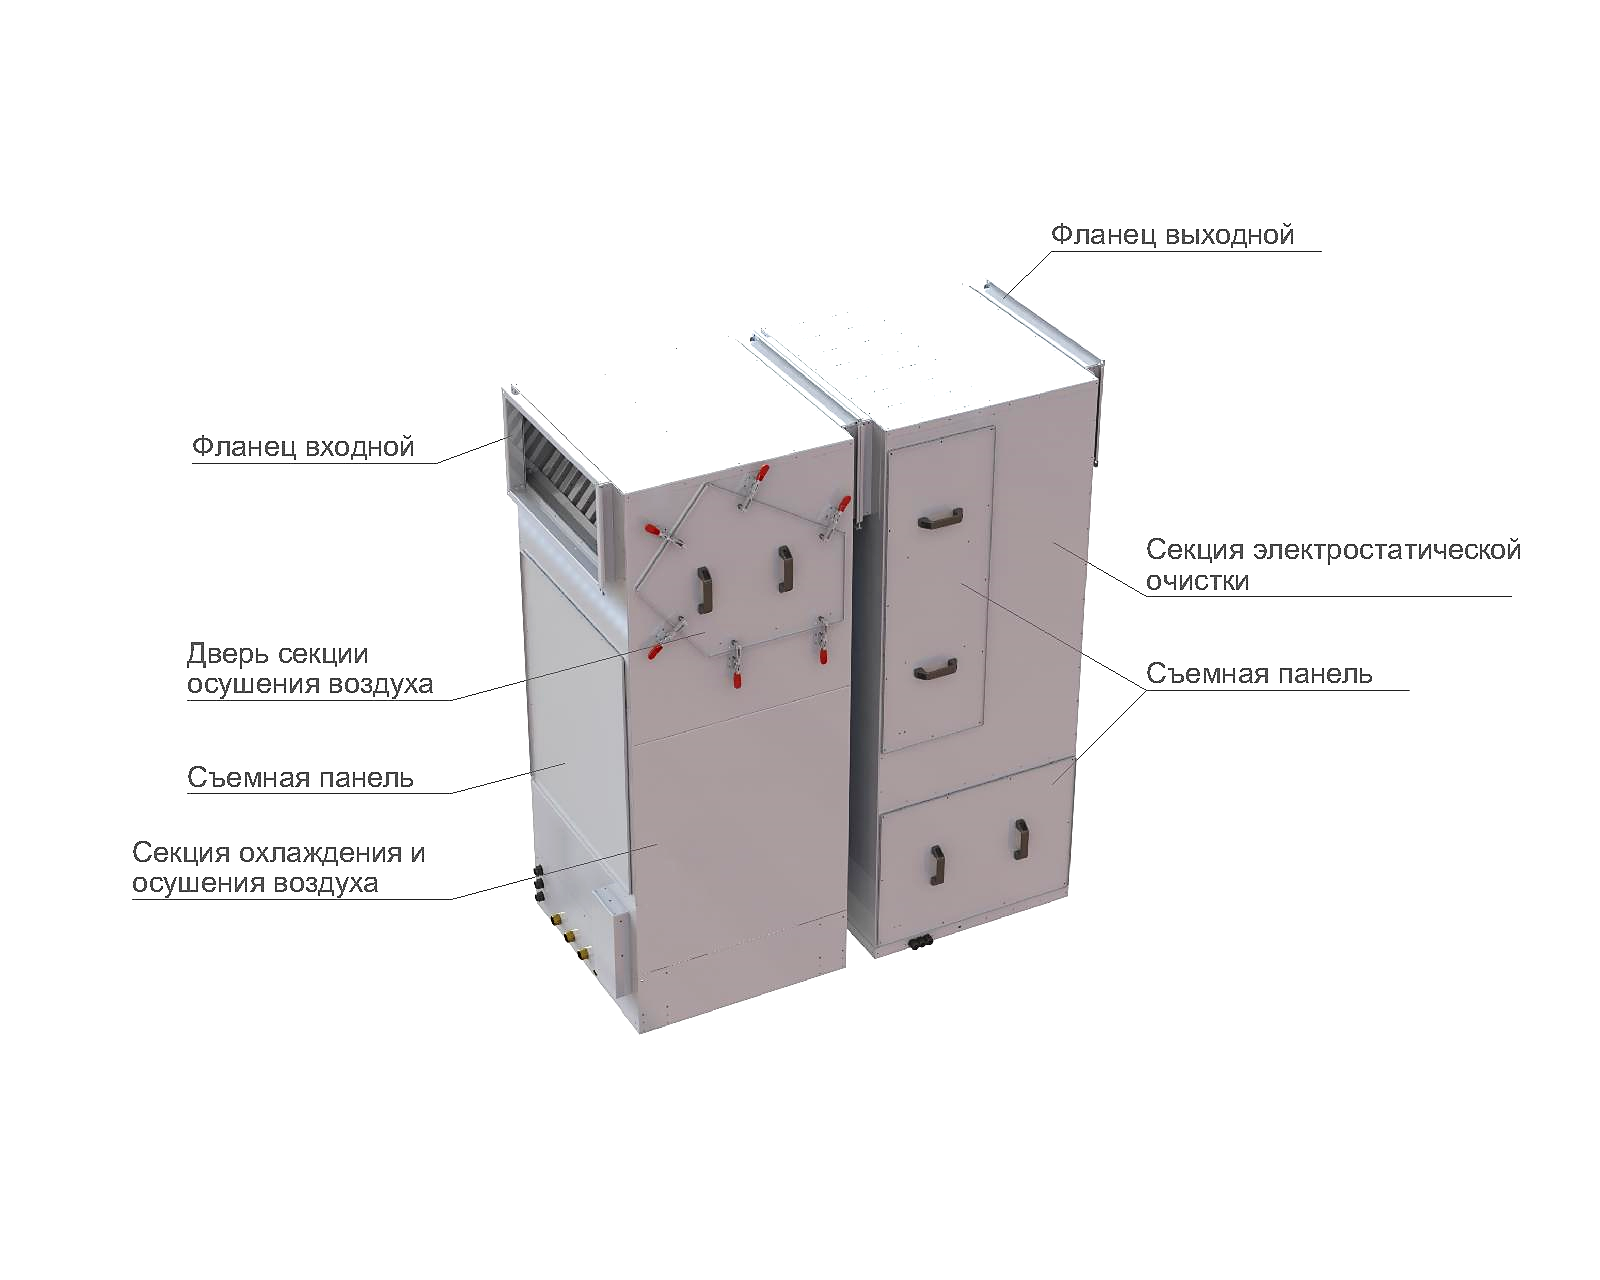 Фланец выходной
Фланец входной
Секция электростатической
очистки
Дверь секции
осушения воздуха
Съемная панель
Съемная панель
Секция охлаждения и
осушения воздуха